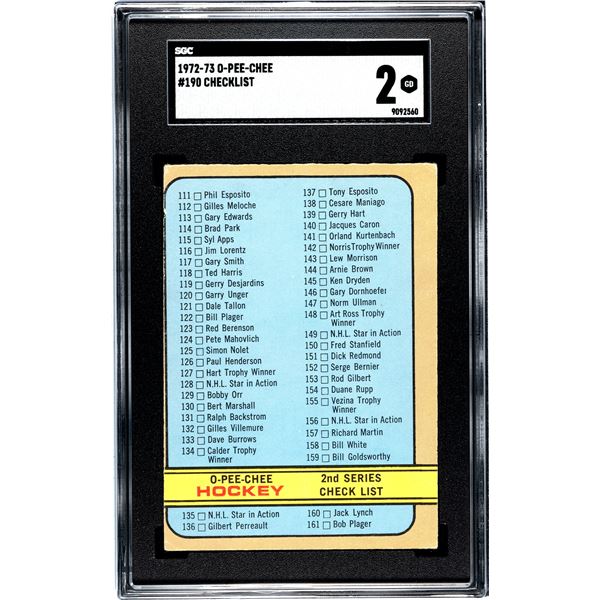 SGC
1972-73 O-PEE-CHEE
#190 CHECKLIST
2 GD
9092560
111 Phil Esposito
112 Gilles Meloche
113 Gary Edwards
114 Brad Park
115 Syl Apps
116 Jim Lorentz
117 Gary Smith
118 Ted Harris
119 Gerry Desjardins
120 Garry Unger
121 Dale Tallon
122 Bill Plager
123 Red Berenson
124 Pete Mahovlich
125 Simon Nolet
126 Paul Henderson
127 Hart Trophy Winner
128 N.H.L. Star in Action
129 Bobby Orr
130 Bert Marshall
131 Ralph Backstrom
132 Gilles Villemure
133 Dave Burrows
134 Calder Trophy
Winner
137 Tony Esposito
138 Cesare Maniago
139 Gerry Hart
140 Jacques Caron
141 Orland Kurtenbach
142 Norris Trophy Winner
143 Lew Morrison
144 Arnie Brown
145 Ken Dryden
146 Gary Dornhoefer
147 Norm Ullman
148 Art Ross Trophy
Winner
149 N.H.L. Star in Action
150 Fred Stanfield
151 Dick Redmond
152 Serge Bernier
153 Rod Gilbert
154 Duane Rupp
155 Vezina Trophy
Winner
156 N.H.L. Star in Action
157 Richard Martin
158 Bill White
159 Bill Goldsworthy
O-PEE-CHEE
HOCKEY
2nd SERIES
CHECK LIST
135 N.H.L. Star in Action
136 Gilbert Perreault
160 Jack Lynch
161 Bob Plager